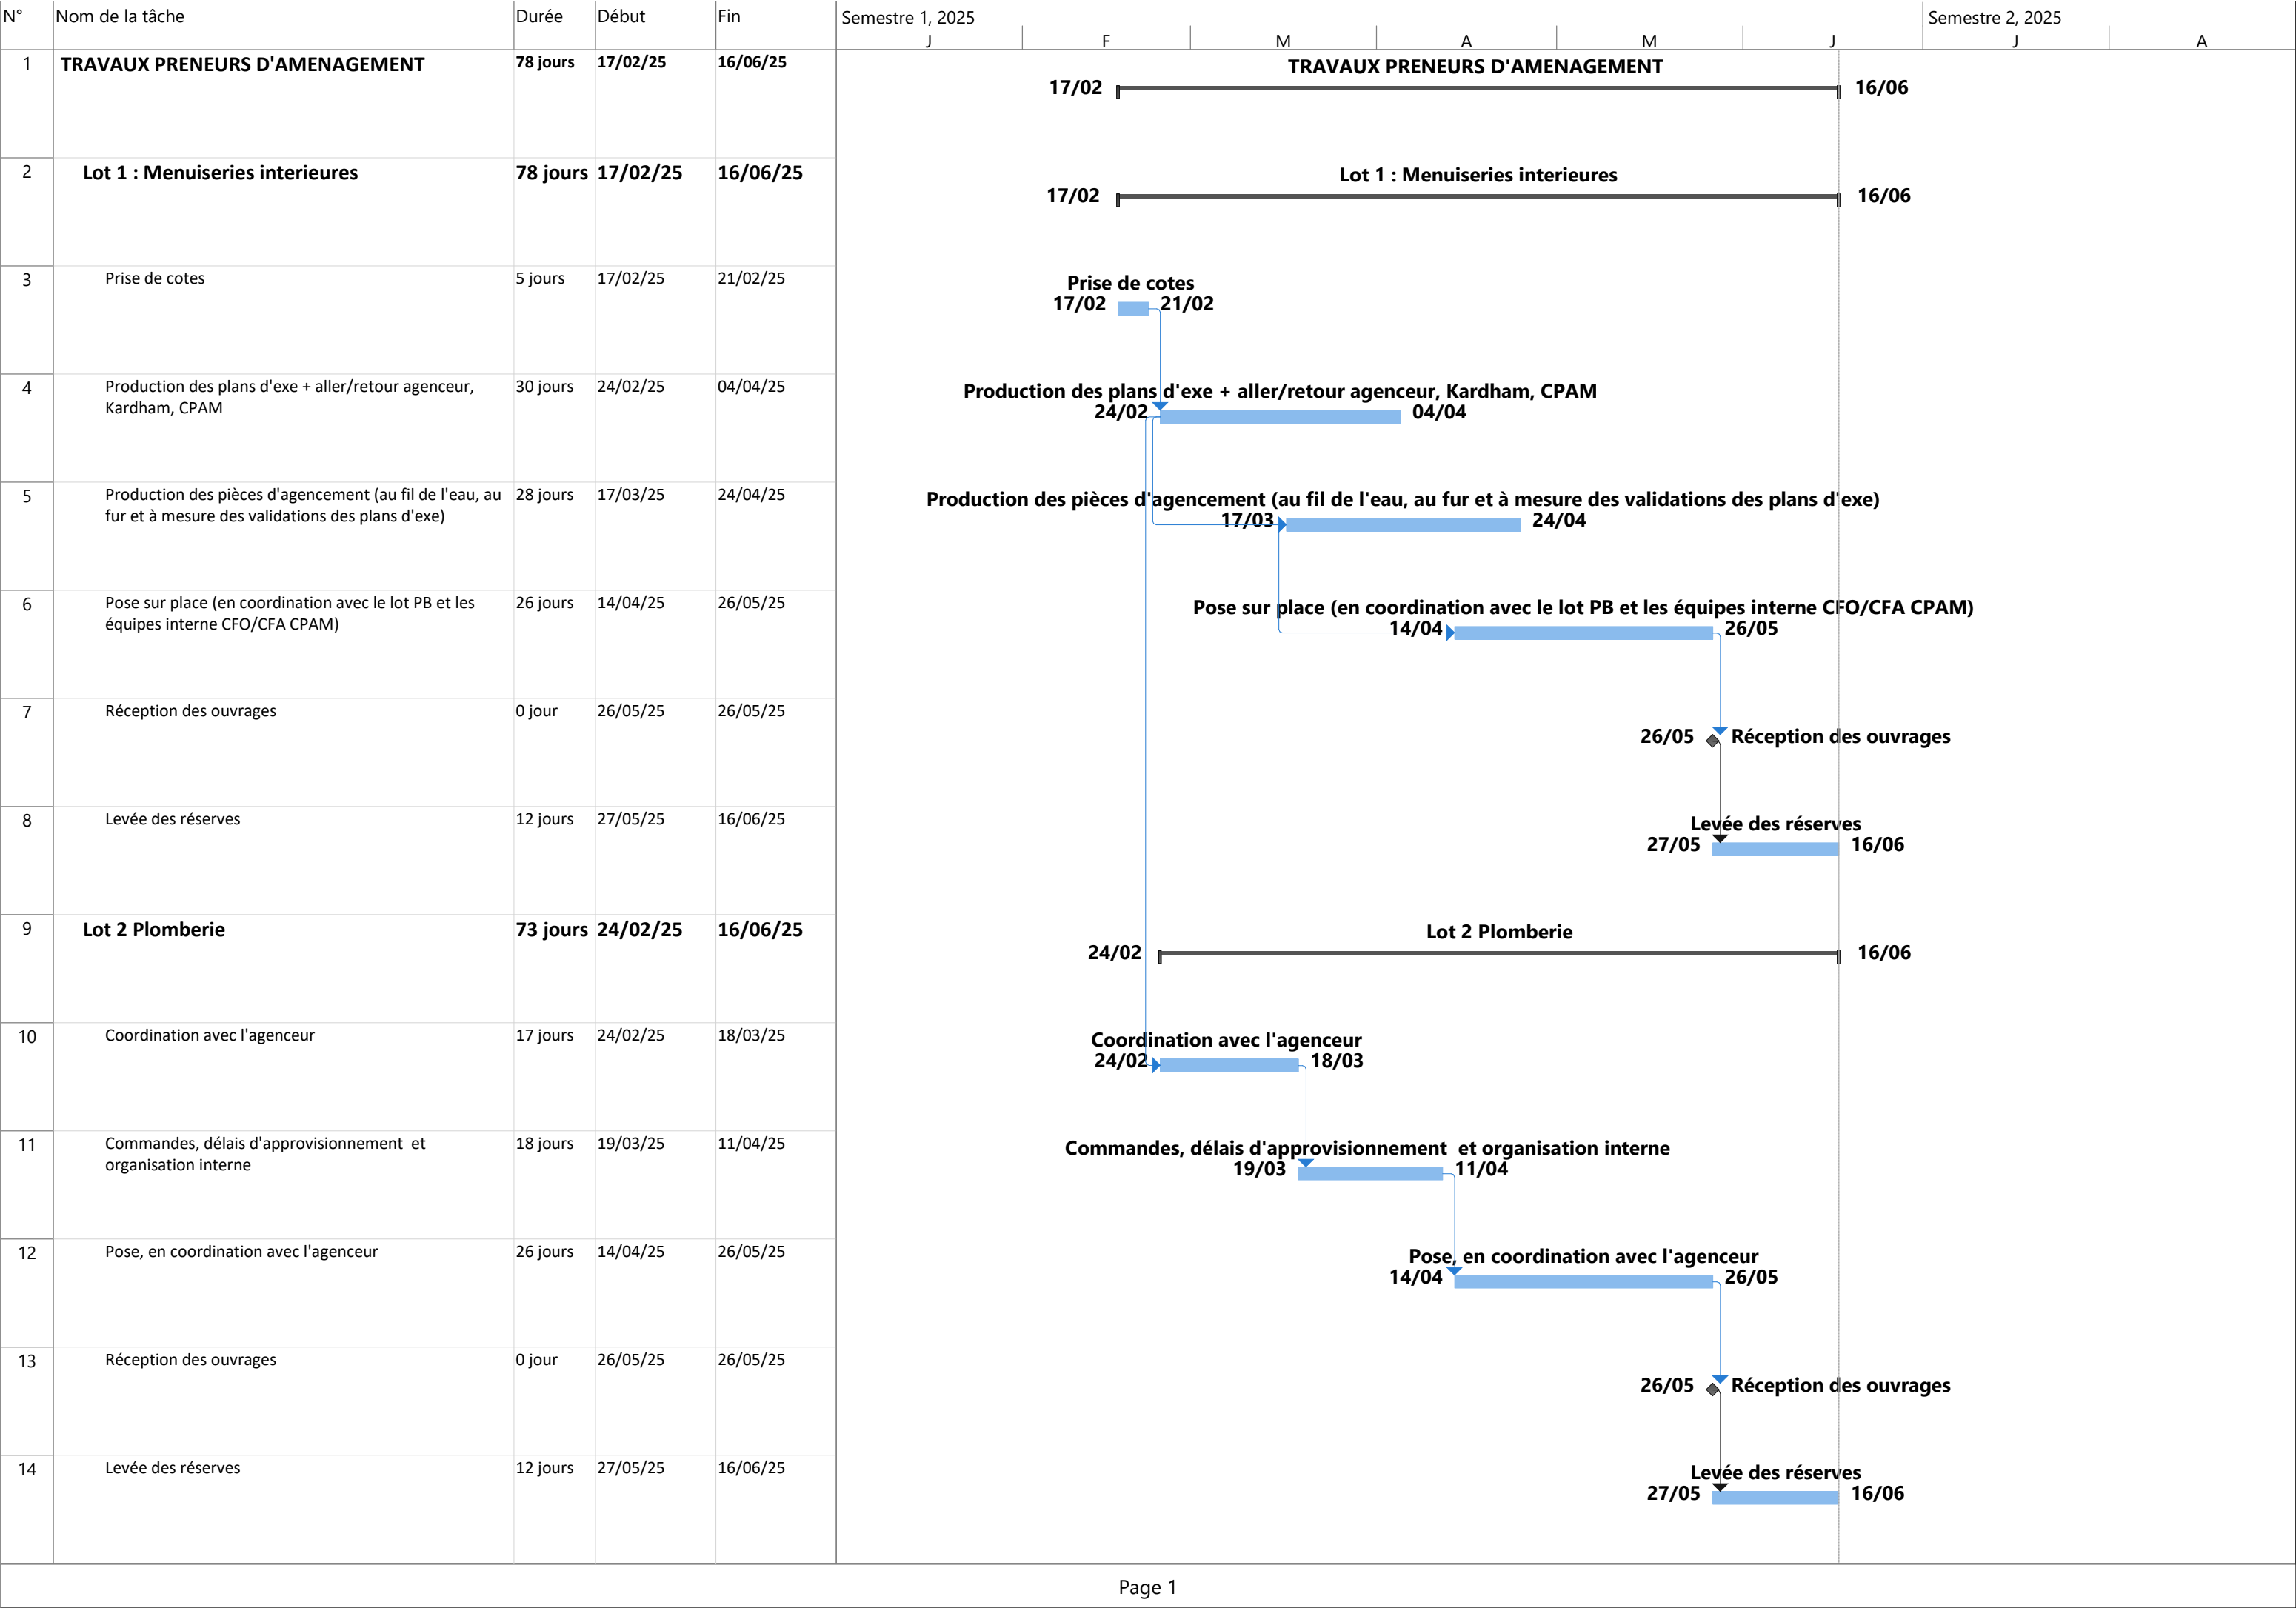 N° Nom de la tâche Durée Début Fin Semestre 1, 2025 Semestre 2, 2025
J F M A M J J A
1 TRAVAUX PRENEURS D'AMENAGEMENT 78 jours 17/02/25 16/06/25
TRAVAUX PRENEURS D'AMENAGEMENT
17/02 16/06
2 Lot 1 : Menuiseries interieures 78 jours 17/02/25 16/06/25
Lot 1 : Menuiseries interieures
17/02 16/06
3 Prise de cotes 5 jours 17/02/25 21/02/25
Prise de cotes
17/02 21/02
4 Production des plans d'exe + aller/retour agenceur, 30 jours 24/02/25 04/04/25
Kardham, CPAM
Production des plans d'exe + aller/retour agenceur, Kardham, CPAM
24/02 04/04
5 Production des pièces d'agencement (au fil de l'eau, au 28 jours 17/03/25 24/04/25
fur et à mesure des validations des plans d'exe)
Production des pièces d'agencement (au fil de l'eau, au fur et à mesure des validations des plans d'exe)
17/03 24/04
6 Pose sur place (en coordination avec le lot PB et les 26 jours 14/04/25 26/05/25
équipes interne CFO/CFA CPAM)
Pose sur place (en coordination avec le lot PB et les équipes interne CFO/CFA CPAM)
14/04 26/05
7 Réception des ouvrages 0 jour 26/05/25 26/05/25
26/05 Réception des ouvrages
8 Levée des réserves 12 jours 27/05/25 16/06/25
Levée des réserves
27/05 16/06
9 Lot 2 Plomberie 73 jours 24/02/25 16/06/25
Lot 2 Plomberie
24/02 16/06
10 Coordination avec l'agenceur 17 jours 24/02/25 18/03/25
Coordination avec l'agenceur
24/02 18/03
11 Commandes, délais d'approvisionnement et 18 jours 19/03/25 11/04/25
organisation interne
Commandes, délais d'approvisionnement et organisation interne
19/03 11/04
12 Pose, en coordination avec l'agenceur 26 jours 14/04/25 26/05/25
Pose, en coordination avec l'agenceur
14/04 26/05
13 Réception des ouvrages 0 jour 26/05/25 26/05/25
26/05 Réception des ouvrages
14 Levée des réserves 12 jours 27/05/25 16/06/25
Levée des réserves
27/05 16/06
Page 1